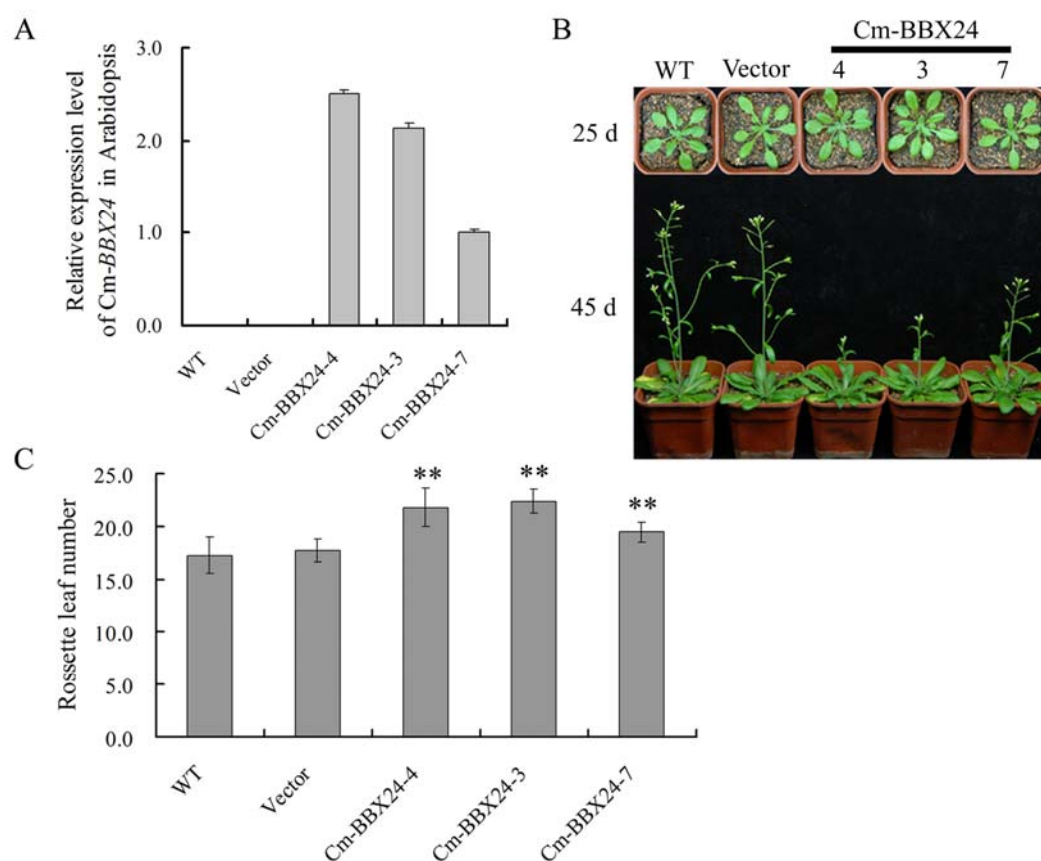 A
Relative expression level
of Cm-BBX24 in Arabidopsis
3.0
2.0
1.0
0.0
WT
Vector
Cm-BBX24-4
Cm-BBX24-3
Cm-BBX24-7
B
Cm-BBX24
WT
Vector
4
3
7
25 d
45 d
C
Rossette leaf number
25.0
20.0
15.0
10.0
5.0
0.0
**
**
**
WT
Vector
Cm-BBX24-4
Cm-BBX24-3
Cm-BBX24-7